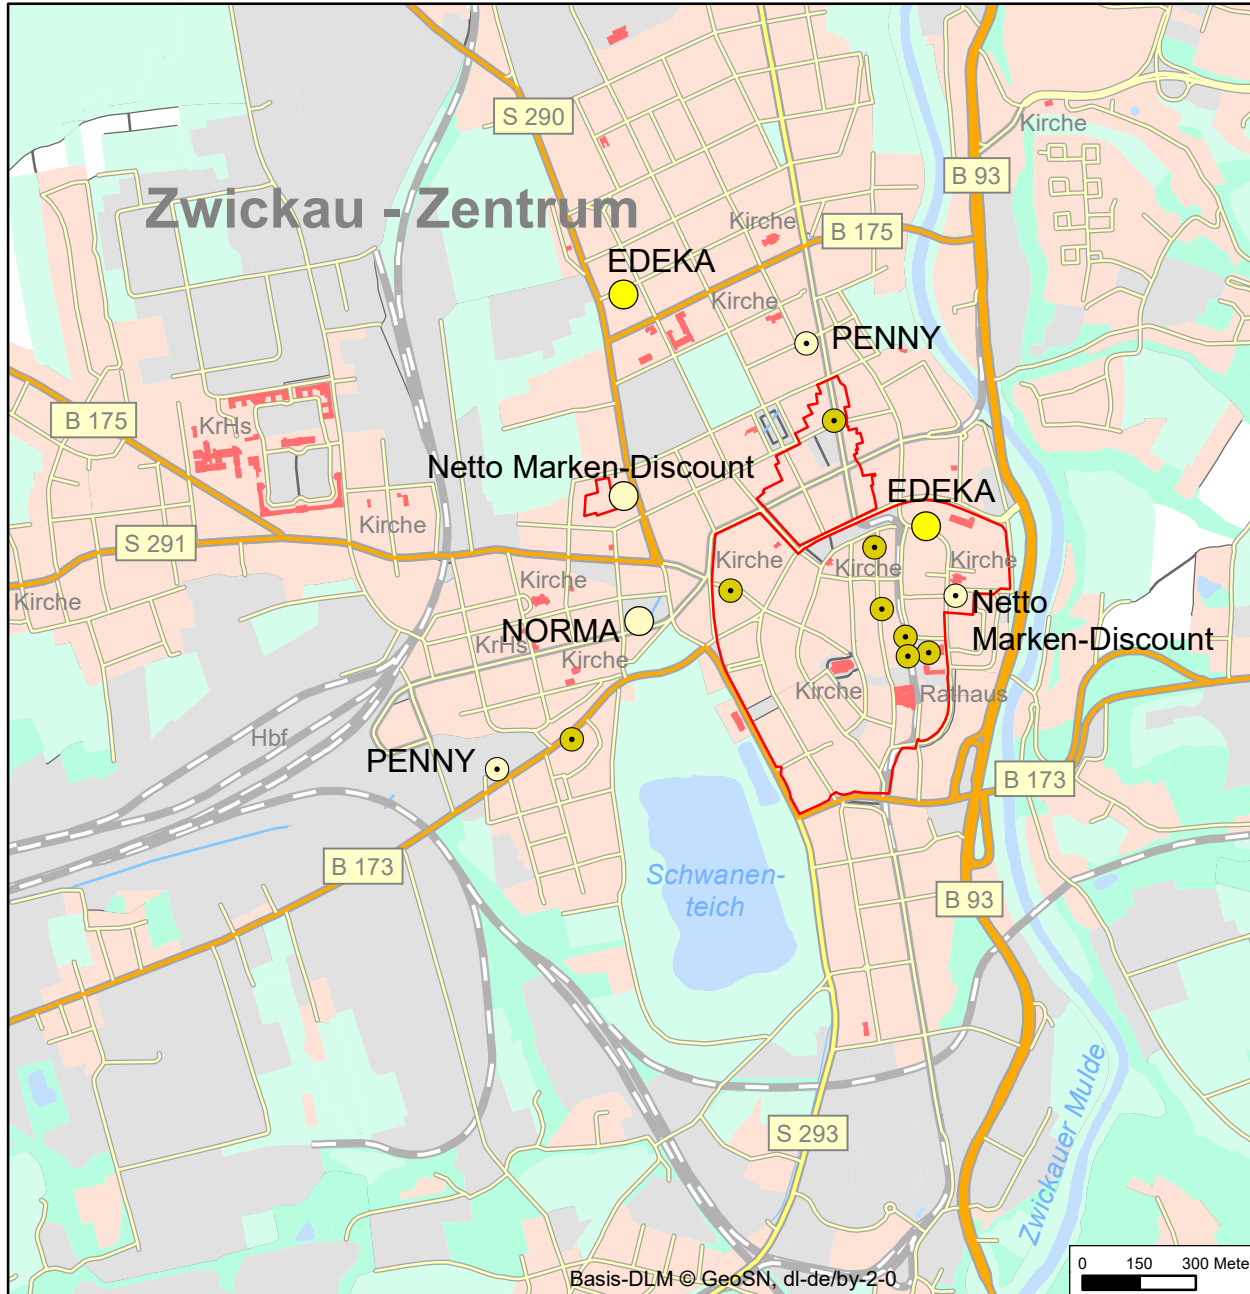 S 290
Kirche
B 93
Zwickau - Zentrum
Kirche
B 175
EDEKA
Kirche
PENNY
B 175
KrHs
Netto Marken-Discount
EDEKA
Kirche
S 291
Kirche
Kirche
Kirche
Kirche
Kirche
Netto
Marken-Discount
NORMA
KrHs
Kirche
Kirche
Rathaus
Hbf
PENNY
B 173
B 173
Schwanen-
teich
B 93
Zwickauer Mulde
S 293
0 150 300 Mete
Basis-DLM © GeoSN, dl-de/by-2-0